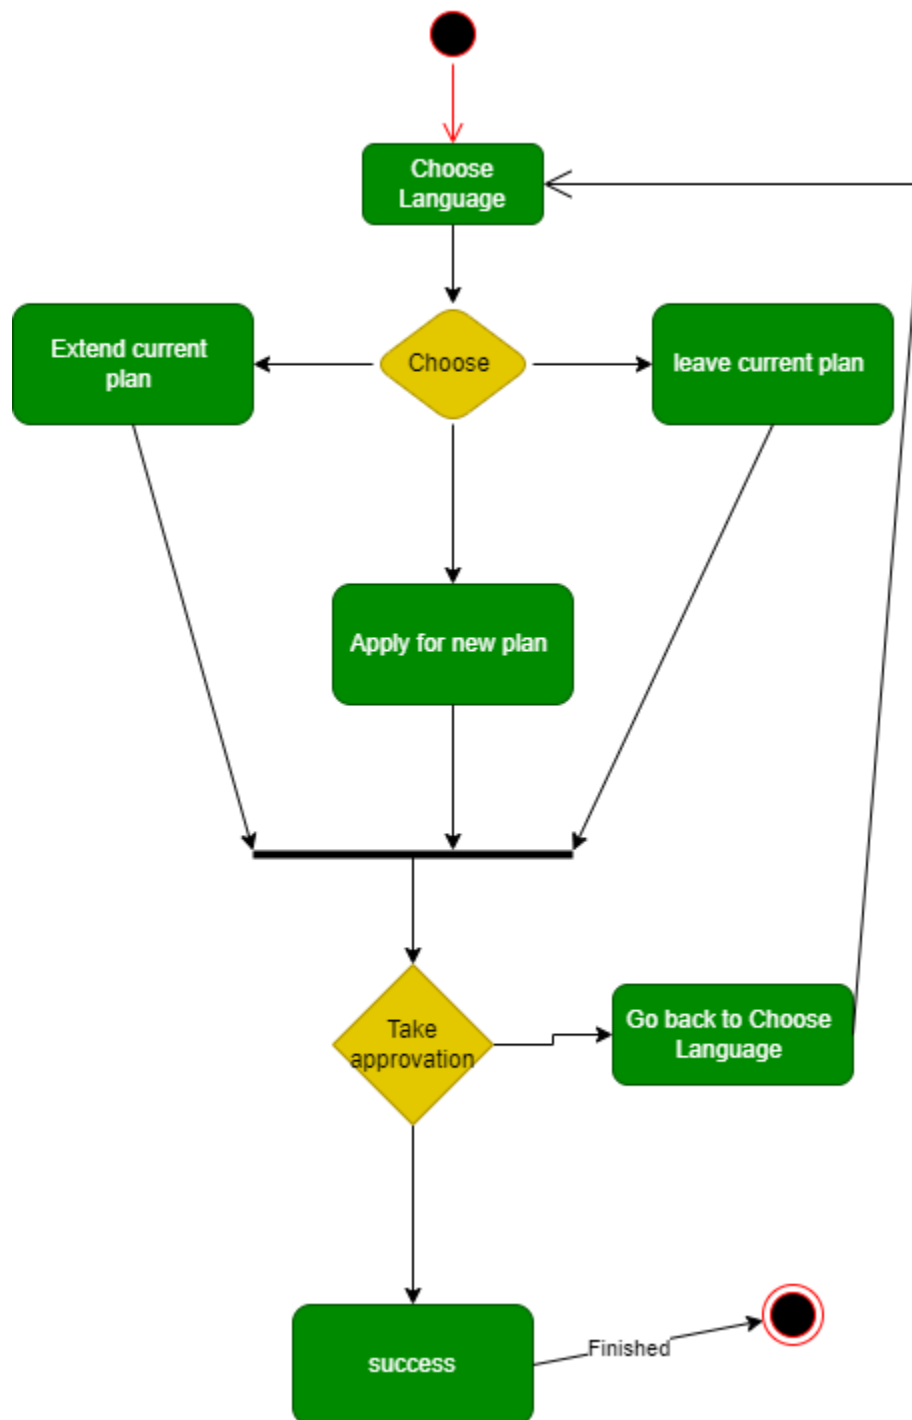 Choose
Language
Extend current
plan
Choose
leave current plan
Apply for new plan
Take
approvation
Go back to Choose
Language
success
Finished